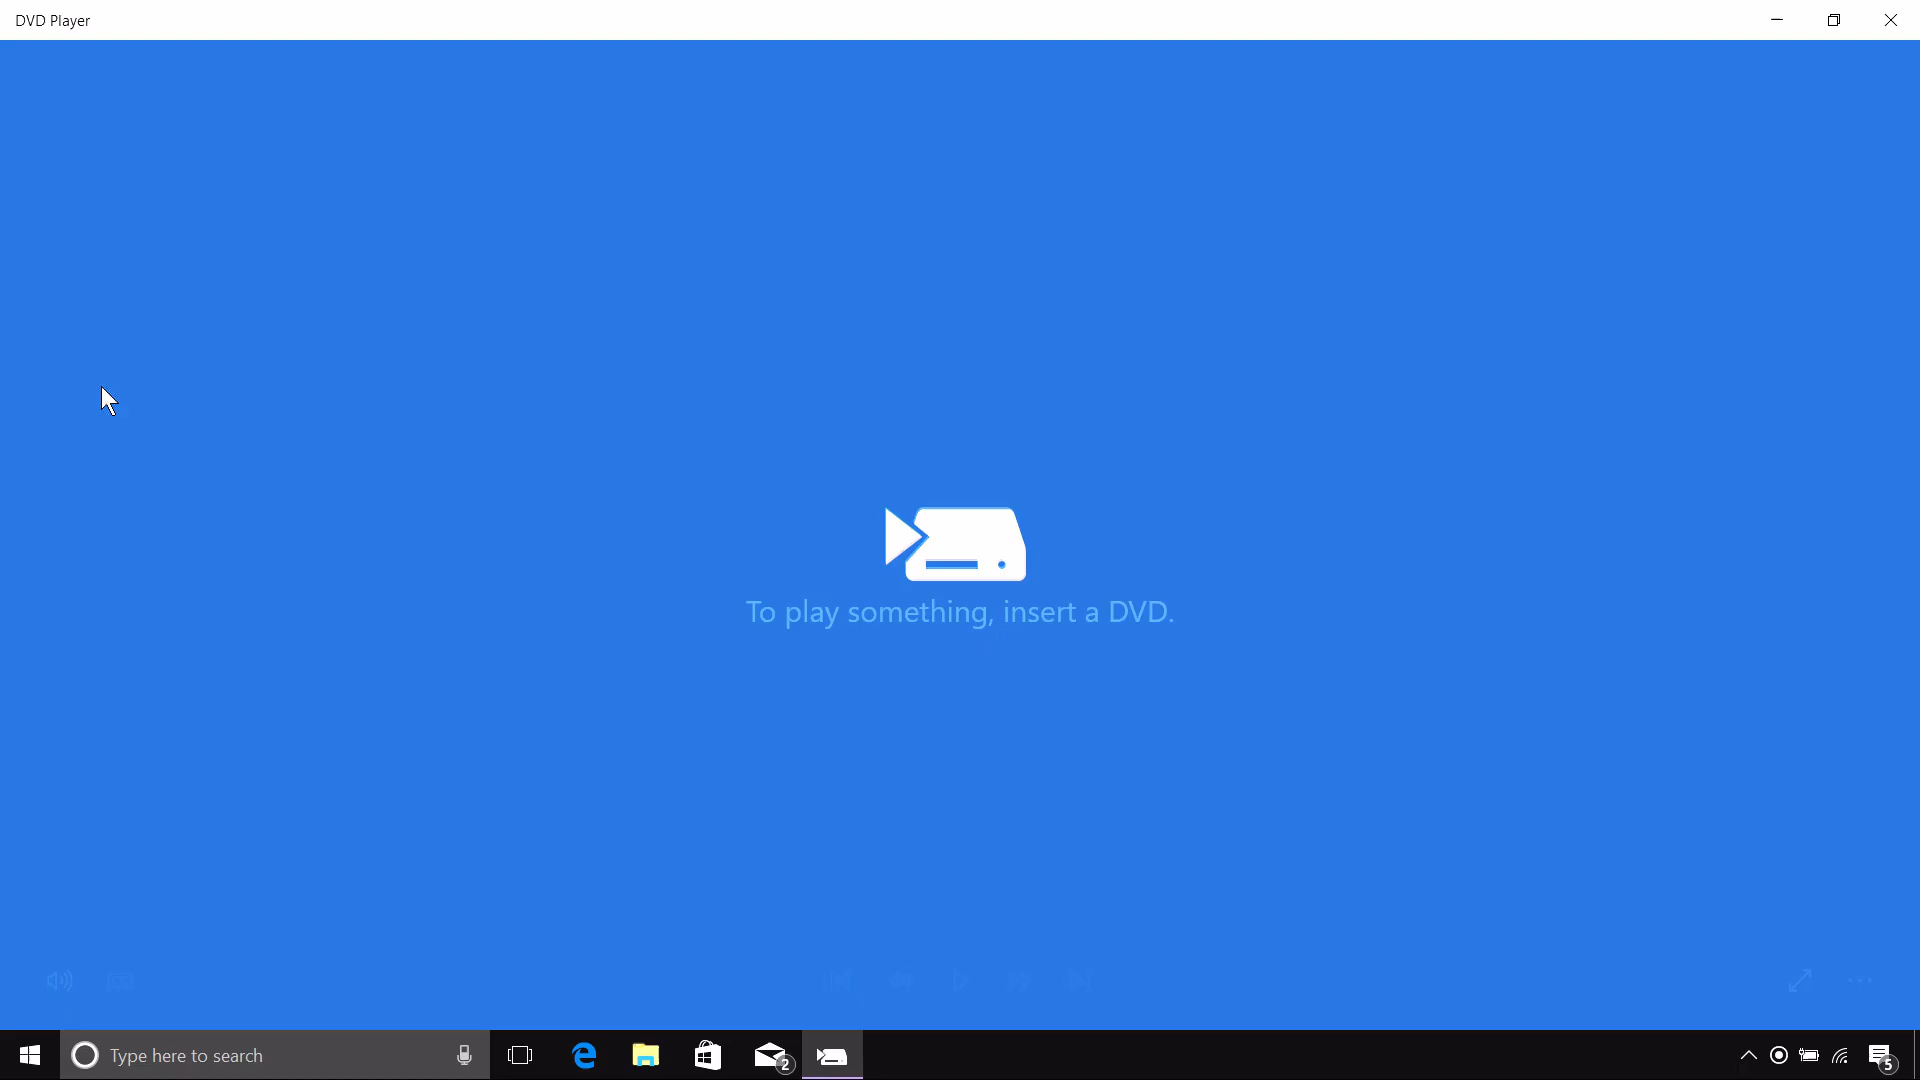 DVD Player
To play something, insert a DVD.
Type here to search
2
5